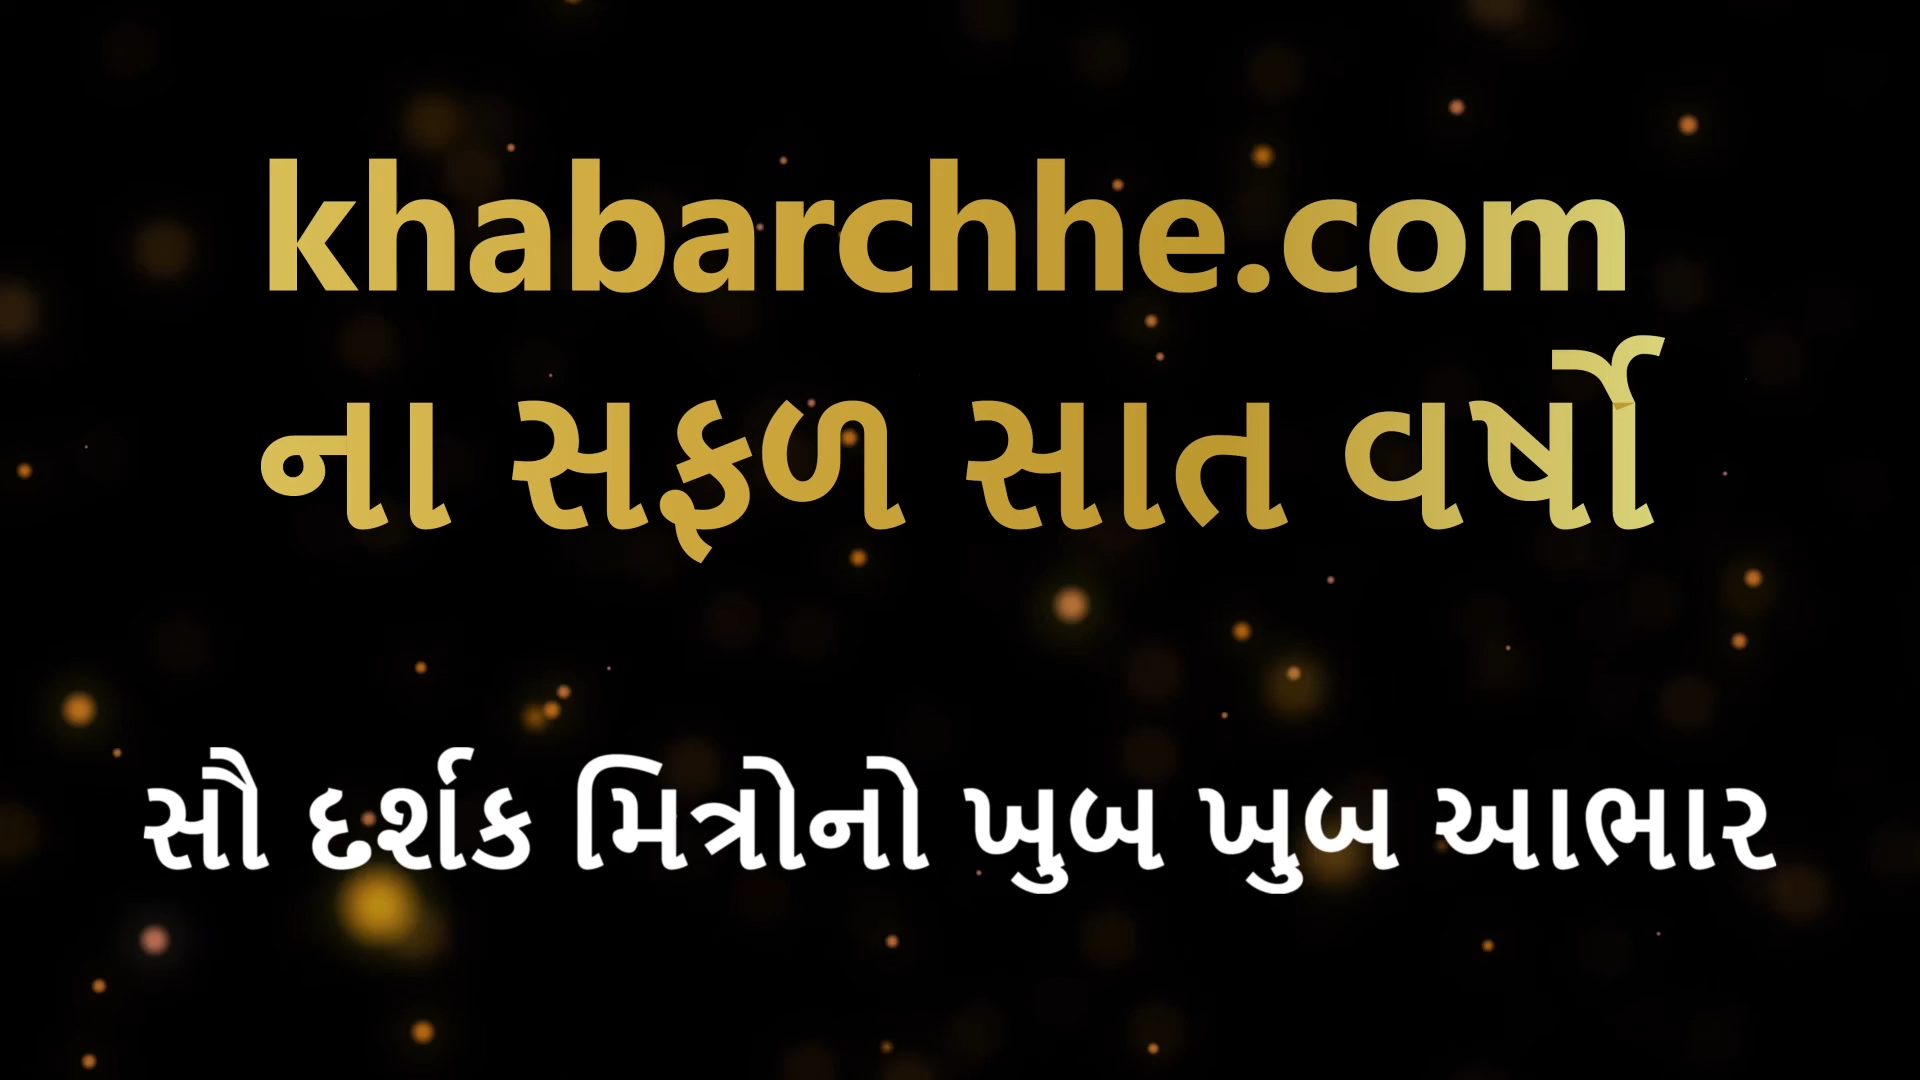 khabarchhe.com
ના સફળ સાત વર્ષો
સૌ દર્શક મિત્રોનો ખુબ ખુબ આભાર